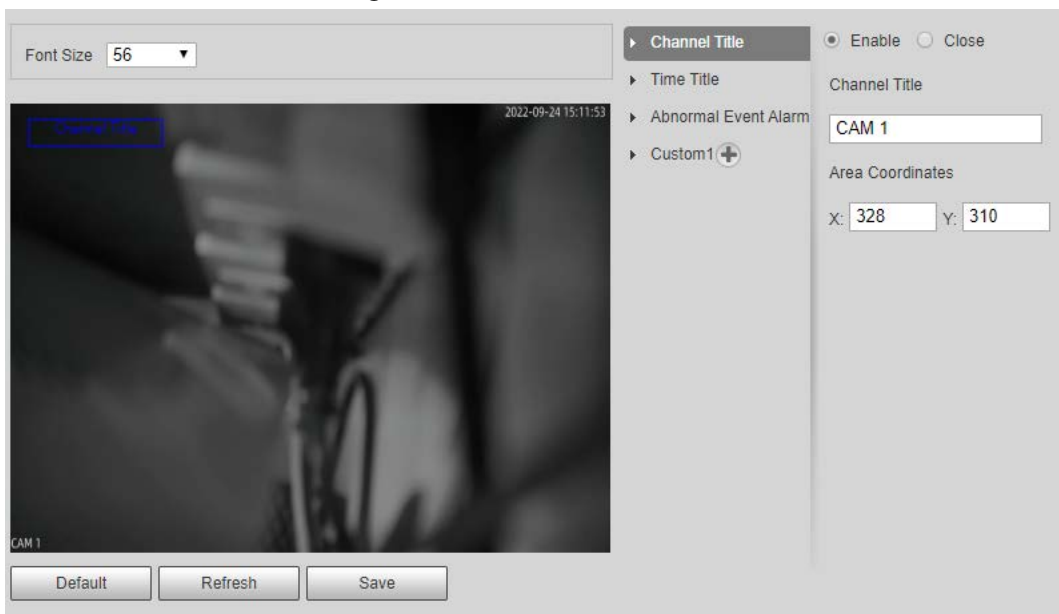 Font Size 56
Channel Title
2022-09-24 15:11:53
CAM 1
Default Refresh Save
Channel Title
Time Title
Abnormal Event Alarm
Custom1
Enable Close
Channel Title
CAM 1
Area Coordinates
X: 328 Y: 310